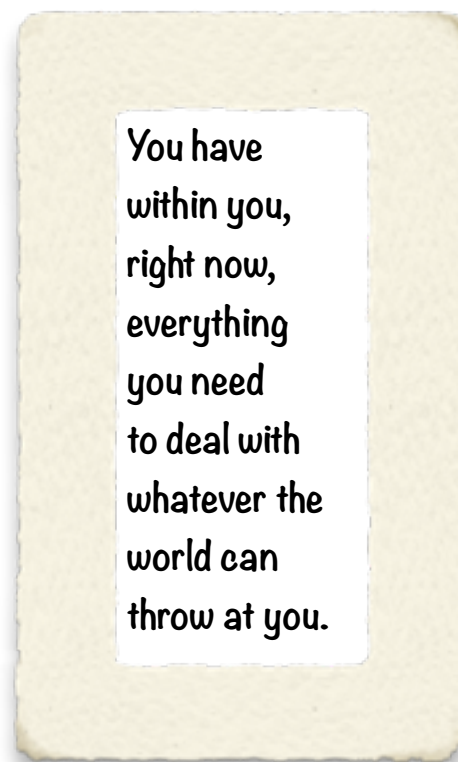 You have
within you,
right now,
everything
you need
to deal with
whatever the
world can
throw at you.